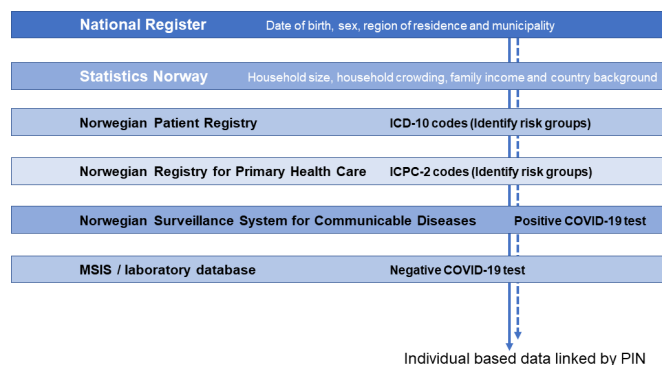 National Register Date of birth, sex, region of residence and municipality
Statistics Norway Household size, household crowding, family income and country background
Norwegian Patient Registry ICD-10 codes (Identify risk groups)
Norwegian Registry for Primary Health Care ICPC-2 codes (Identify risk groups)
Norwegian Surveillance System for Communicable Diseases Positive COVID-19 test
MSIS / laboratory database Negative COVID-19 test
Individual based data linked by PIN